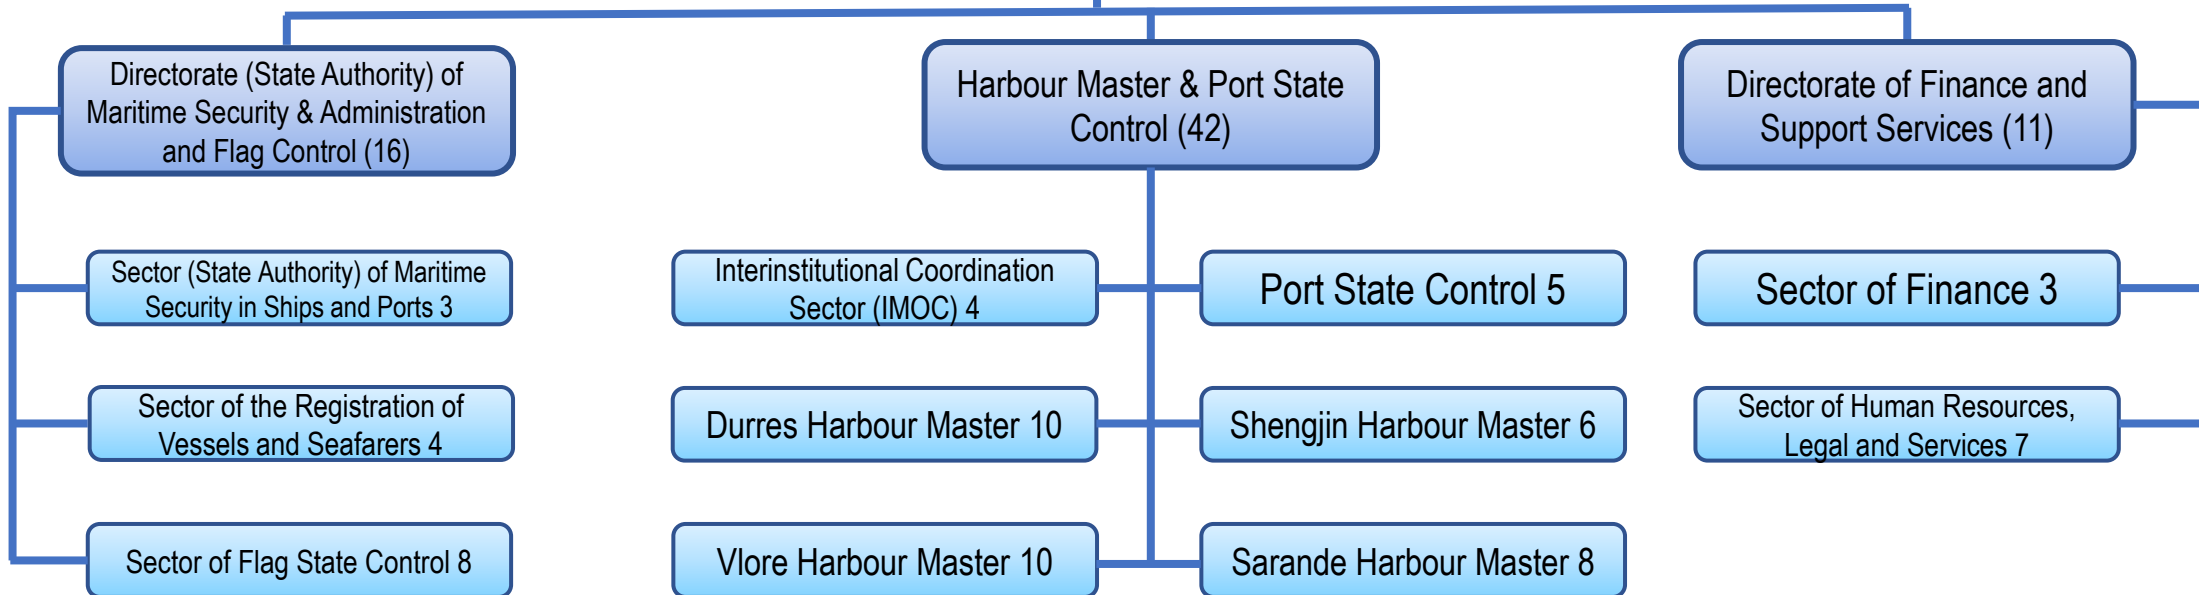 Directorate (State Authority) of
Maritime Security & Administration
and Flag Control (16)
Harbour Master & Port State
Control (42)
Directorate of Finance and
Support Services (11)
Sector (State Authority) of Maritime
Security in Ships and Ports 3
Interinstitutional Coordination
Sector (IMOC) 4
Port State Control 5
Sector of Finance 3
Sector of the Registration of
Vessels and Seafarers 4
Durres Harbour Master 10
Shengjin Harbour Master 6
Sector of Human Resources,
Legal and Services 7
Sector of Flag State Control 8
Vlore Harbour Master 10
Sarande Harbour Master 8